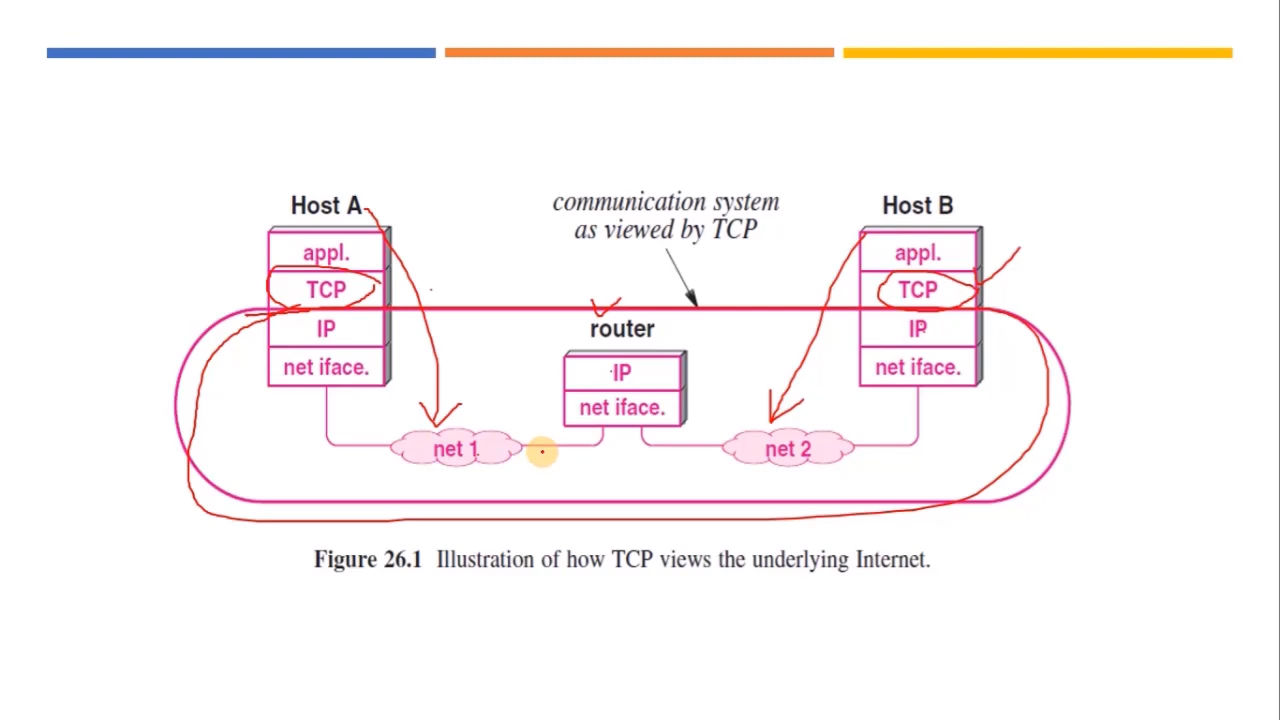 communication system
as viewed by TCP
Host A
appl.
TCP
IP
net iface.
router
IP
net iface.
Host B
appl.
TCP
IP
net iface.
net 1
net 2
Figure 26.1 Illustration of how TCP views the underlying Internet.